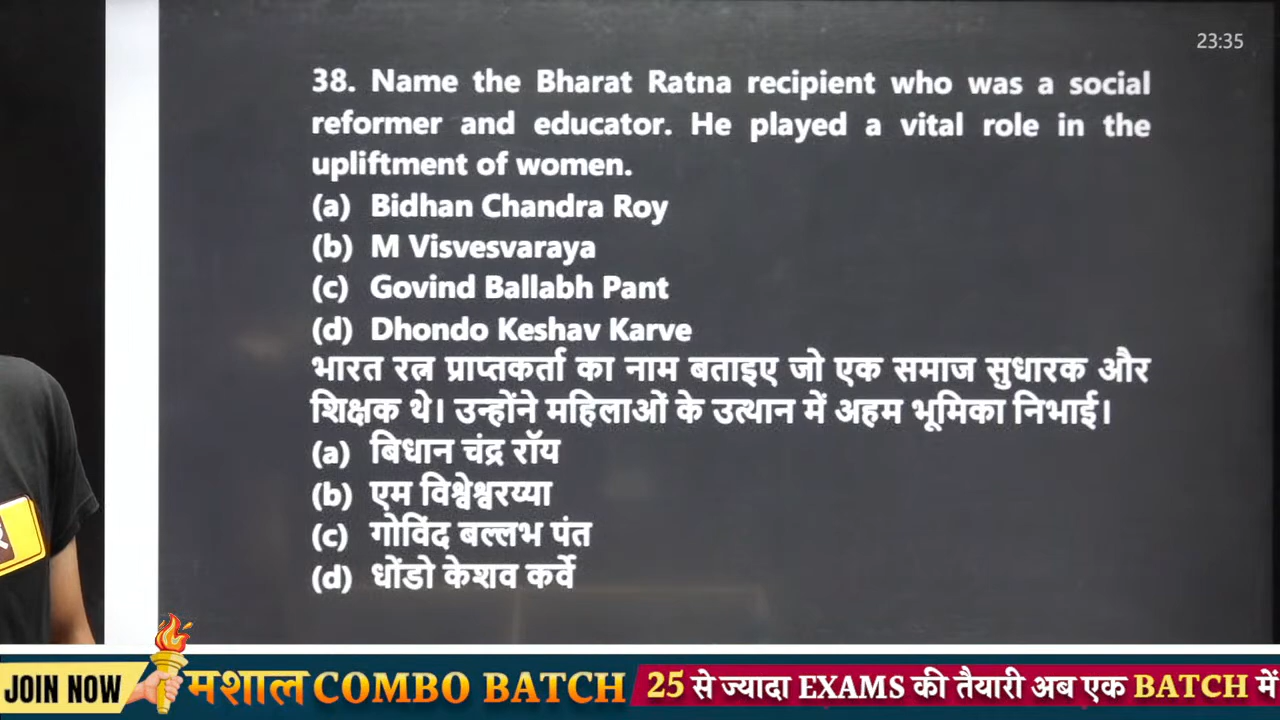 23:35
38. Name the Bharat Ratna recipient who was a social
reformer and educator. He played a vital role in the
upliftment of women.
(a) Bidhan Chandra Roy
(b) M Visvesvaraya
(c) Govind Ballabh Pant
(d) Dhondo Keshav Karve
भारत रत्न प्राप्तकर्ता का नाम बताइए जो एक समाज सुधारक और
शिक्षक थे। उन्होंने महिलाओं के उत्थान में अहम भूमिका निभाई।
(a) बिधान चंद्र रॉय
(b) एम विश्वेश्वरय्या
(c) गोविंद बल्लभ पंत
(d) धोंडो केशव कर्वे
JOIN NOW मशाल COMBO BATCH 25 से ज्यादा EXAMS की तैयारी अब एक BATCH में